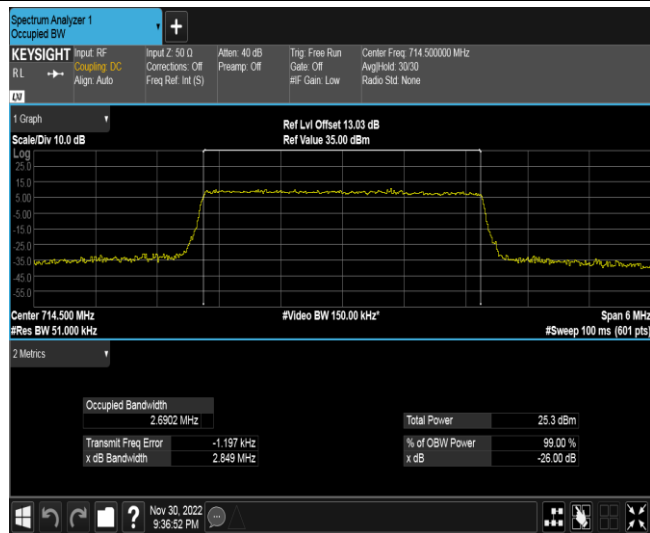 Spectrum Analyzer 1
Occupied BW
+
KEYSIGHT
RL
LXI
Input: RF
Coupling: DC
Align: Auto
Input Z: 50 Ω
Corrections: Off
Freq Ref: Int (S)
Atten: 40 dB
Preamp: Off
Trig: Free Run
Gate: Off
#IF Gain: Low
Center Freq: 714.500000 MHz
Avg|Hold: 30/30
Radio Std: None
1 Graph
Scale/Div 10.0 dB
Ref Lvl Offset 13.03 dB
Ref Value 35.00 dBm
Log
25.0
15.0
5.00
-5.00
-15.0
-25.0
-35.0
-45.0
-55.0
Center 714.500 MHz
#Res BW 51.000 kHz
#Video BW 150.00 kHz*
Span 6 MHz
#Sweep 100 ms (601 pts)
2 Metrics
Occupied Bandwidth
2.6902 MHz
Total Power 25.3 dBm
Transmit Freq Error -1.197 kHz
% of OBW Power 99.00 %
x dB Bandwidth 2.849 MHz
x dB -26.00 dB
?
Nov 30, 2022
9:36:52 PM